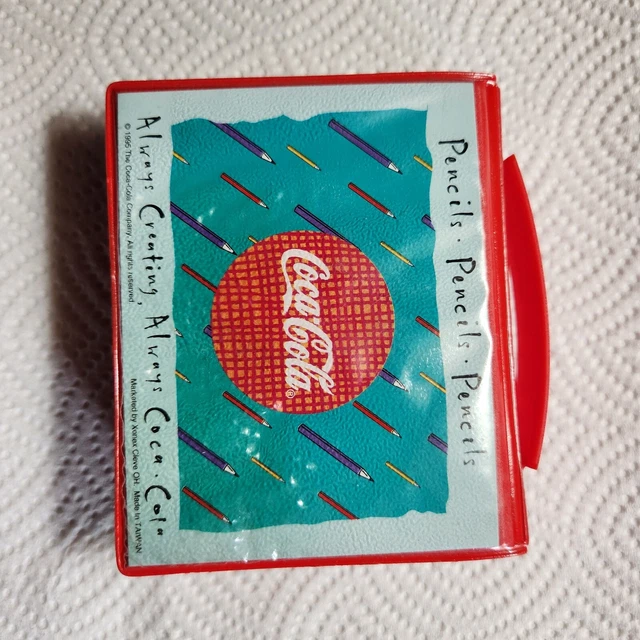 Pencils · Pencils · Pencils
Coca-Cola®
Always Creating, Always Coca-Cola
© 1995 The Coca-Cola Company. All rights reserved
Marketed by Xonex Cleve OH. Made in TAIWAN